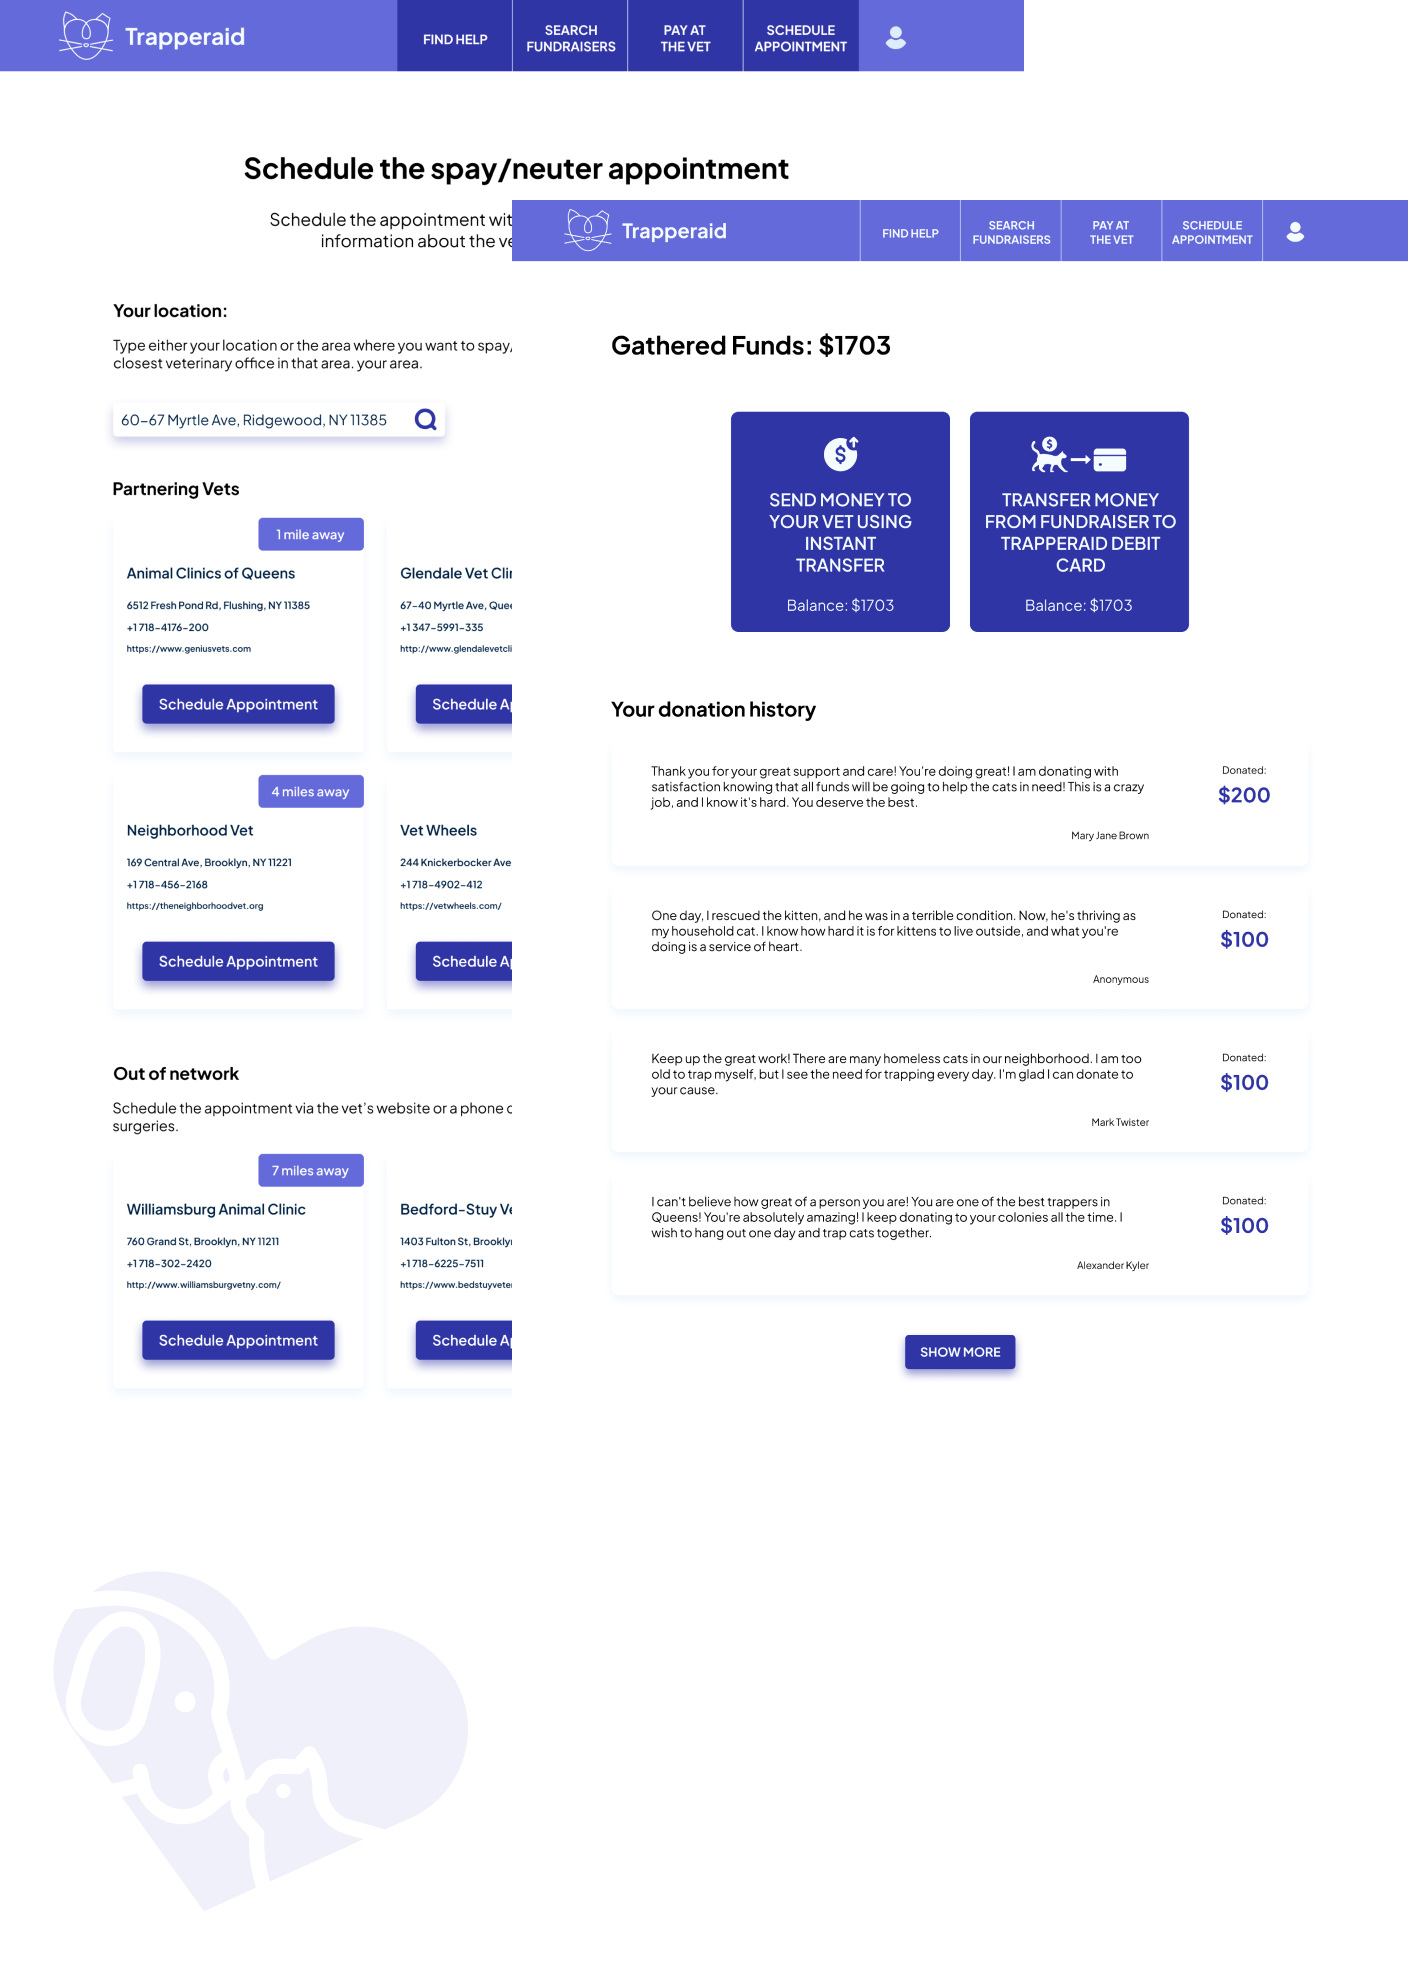 Trapperaid
FIND HELP
SEARCH
FUNDRAISERS
PAY AT
THE VET
SCHEDULE
APPOINTMENT
Schedule the spay/neuter appointment
Schedule the appointment wit
information about the ve
Your location:
Type either your location or the area where you want to spay,
closest veterinary office in that area. your area.
60-67 Myrtle Ave, Ridgewood, NY 11385
Partnering Vets
1 mile away
Animal Clinics of Queens
6512 Fresh Pond Rd, Flushing, NY 11385
+1 718-4176-200
https://www.geniusvets.com
Schedule Appointment
Glendale Vet Clin
67-40 Myrtle Ave, Quee
+1 347-5991-335
http://www.glendalevetcli
Schedule Ap
4 miles away
Neighborhood Vet
169 Central Ave, Brooklyn, NY 11221
+1 718-456-2168
https://theneighborhoodvet.org
Schedule Appointment
Vet Wheels
244 Knickerbocker Ave
+1 718-4902-412
https://vetwheels.com/
Schedule Ap
Out of network
Schedule the appointment via the vet's website or a phone c
surgeries.
7 miles away
Williamsburg Animal Clinic
760 Grand St, Brooklyn, NY 11211
+1 718-302-2420
http://www.williamsburgvetny.com/
Schedule Appointment
Bedford-Stuy Ve
1403 Fulton St, Brooklyn
+1 718-6225-7511
https://www.bedstuyveter
Schedule Ap
Trapperaid
FIND HELP
SEARCH
FUNDRAISERS
PAY AT
THE VET
SCHEDULE
APPOINTMENT
Gathered Funds: $1703
SEND MONEY TO
YOUR VET USING
INSTANT
TRANSFER
Balance: $1703
TRANSFER MONEY
FROM FUNDRAISER TO
TRAPPERAID DEBIT
CARD
Balance: $1703
Your donation history
Thank you for your great support and care! You're doing great! I am donating with
satisfaction knowing that all funds will be going to help the cats in need! This is a crazy
job, and I know it's hard. You deserve the best.
Mary Jane Brown
Donated:
$200
One day, I rescued the kitten, and he was in a terrible condition. Now, he's thriving as
my household cat. I know how hard it is for kittens to live outside, and what you're
doing is a service of heart.
Anonymous
Donated:
$100
Keep up the great work! There are many homeless cats in our neighborhood. I am too
old to trap myself, but I see the need for trapping every day. I'm glad I can donate to
your cause.
Mark Twister
Donated:
$100
I can't believe how great of a person you are! You are one of the best trappers in
Queens! You're absolutely amazing! I keep donating to your colonies all the time. I
wish to hang out one day and trap cats together.
Alexander Kyler
Donated:
$100
SHOW MORE